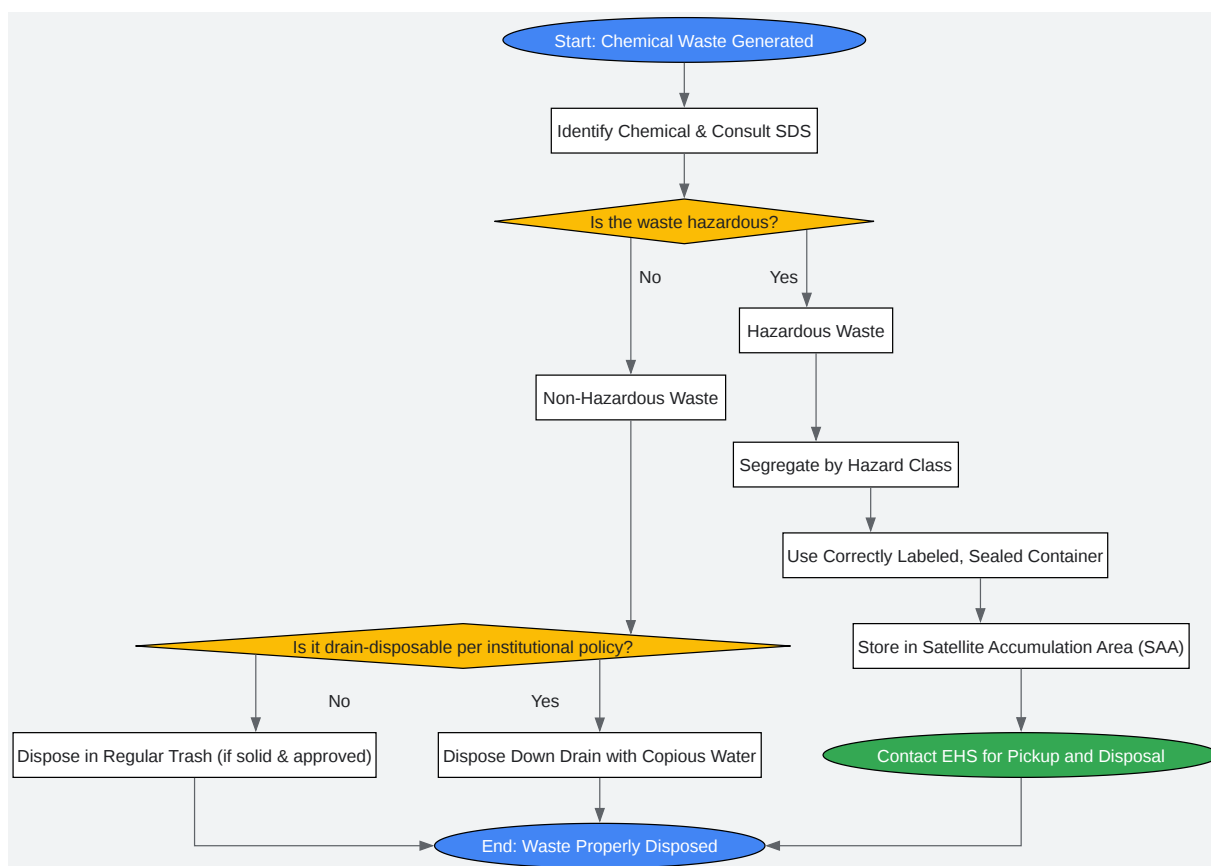 Start: Chemical Waste Generated
Identify Chemical & Consult SDS
Is the waste hazardous?
No
Yes
Hazardous Waste
Non-Hazardous Waste
Segregate by Hazard Class
Use Correctly Labeled, Sealed Container
Is it drain-disposable per institutional policy?
Store in Satellite Accumulation Area (SAA)
No
Yes
Dispose in Regular Trash (if solid & approved)
Dispose Down Drain with Copious Water
Contact EHS for Pickup and Disposal
End: Waste Properly Disposed